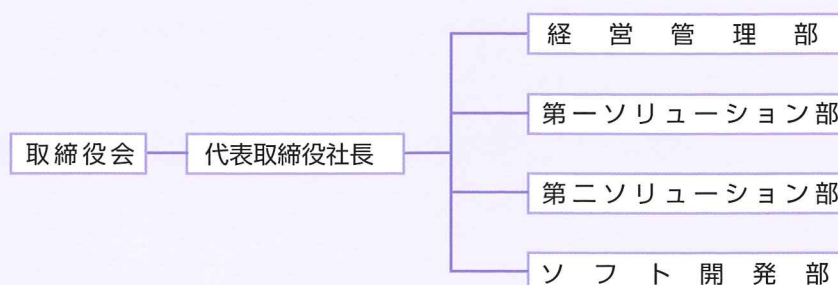 経営管理部
第一ソリューション部
取締役会
代表取締役社長
第二ソリューション部
ソフト開発部